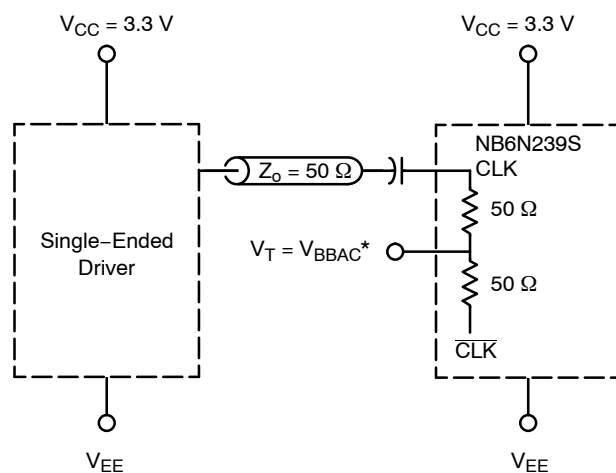 V_CC = 3.3 V
V_CC = 3.3 V
NB6N239S
CLK
Z_o = 50 Ω
50 Ω
Single−Ended
Driver
V_T = V_BBAC*
50 Ω
C̅L̅K̅
V_EE
V_EE